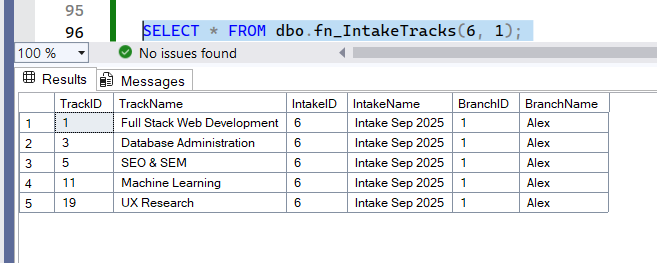 95
96 SELECT * FROM dbo.fn_IntakeTracks(6, 1);
100 % No issues found
Results Messages
TrackID TrackName IntakeID IntakeName BranchID BranchName
1 1 Full Stack Web Development 6 Intake Sep 2025 1 Alex
2 3 Database Administration 6 Intake Sep 2025 1 Alex
3 5 SEO & SEM 6 Intake Sep 2025 1 Alex
4 11 Machine Learning 6 Intake Sep 2025 1 Alex
5 19 UX Research 6 Intake Sep 2025 1 Alex